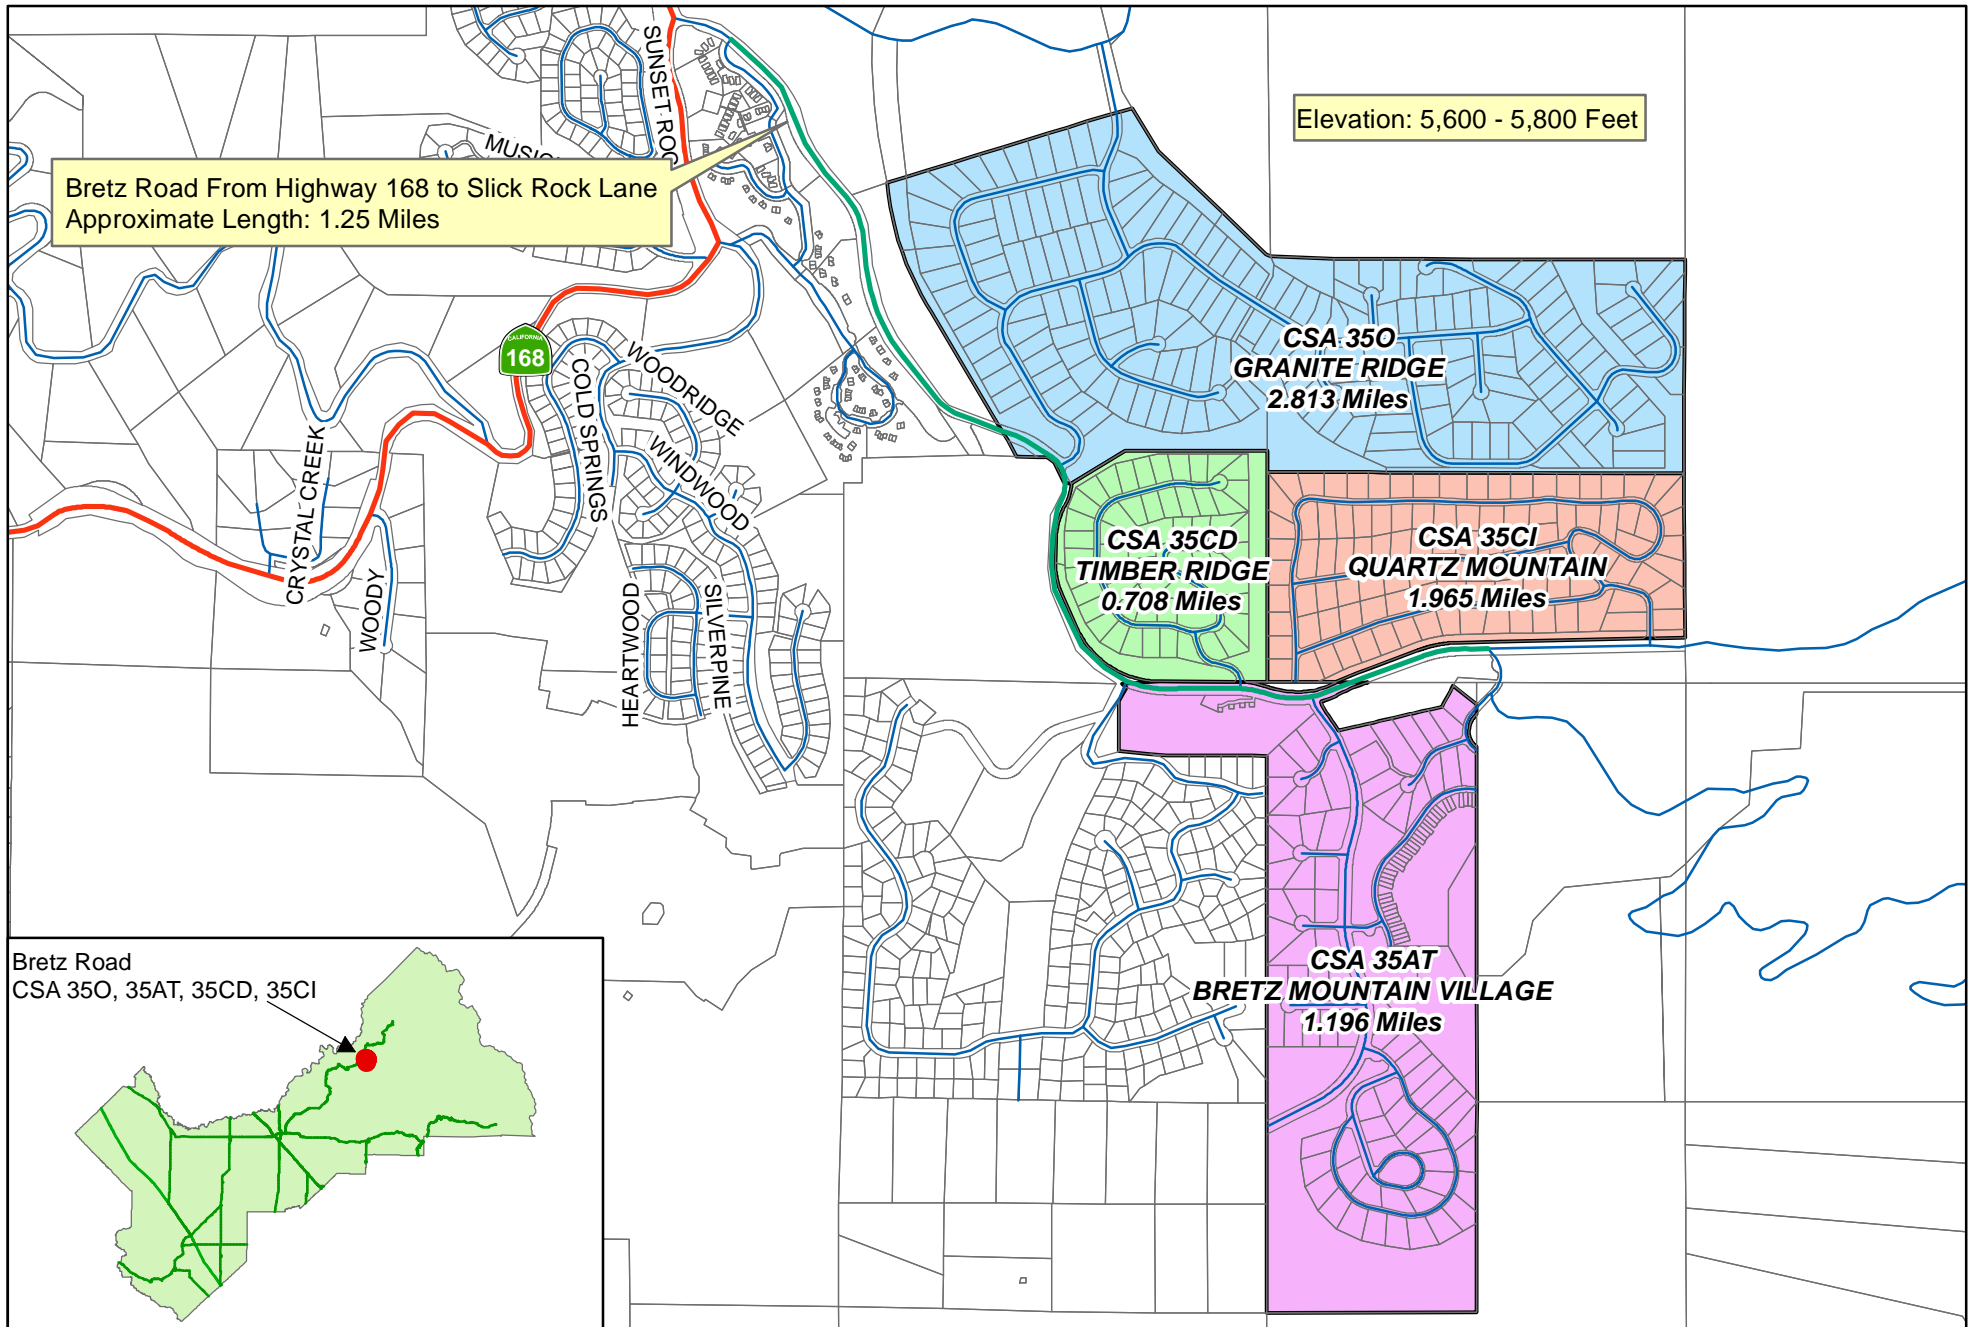 SUNSET ROC
Elevation: 5,600 - 5,800 Feet
MUSIC
Bretz Road From Highway 168 to Slick Rock Lane
Approximate Length: 1.25 Miles
CALIFORNIA
168
WOODRIDGE
COLD SPRINGS
WINDWOOD
CRYSTAL CREEK
WOODY
HEARTWOOD
SILVERPINE
CSA 35O
GRANITE RIDGE
2.813 Miles
CSA 35CD
TIMBER RIDGE
0.708 Miles
CSA 35CI
QUARTZ MOUNTAIN
1.965 Miles
CSA 35AT
BRETZ MOUNTAIN VILLAGE
1.196 Miles
Bretz Road
CSA 35O, 35AT, 35CD, 35CI